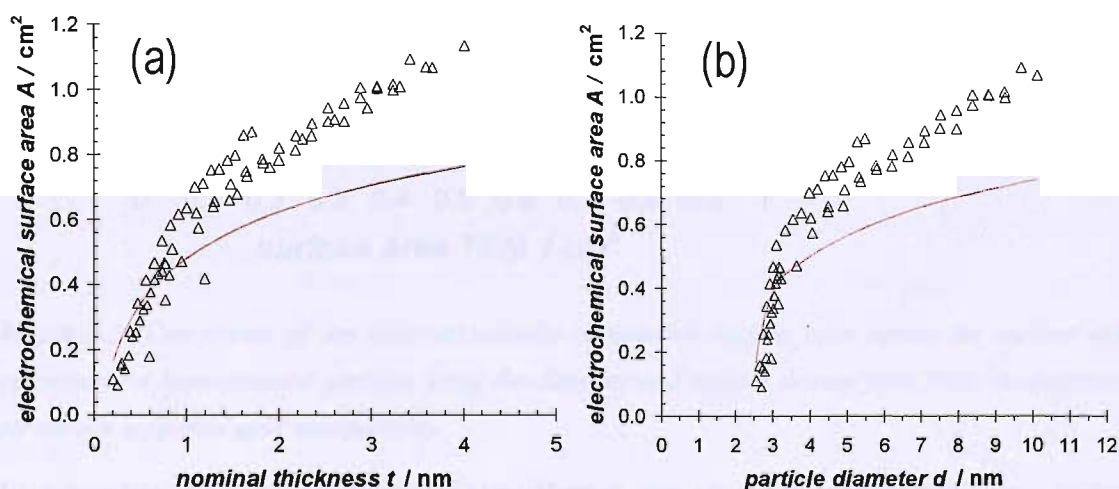 (a)
electrochemical surface area A / cm²
1.2
1.0
0.8
0.6
0.4
0.2
0.0
0 1 2 3 4 5
nominal thickness t / nm
(b)
electrochemical surface area A / cm²
1.2
1.0
0.8
0.6
0.4
0.2
0.0
0 1 2 3 4 5 6 7 8 9 10 11 12
particle diameter d / nm